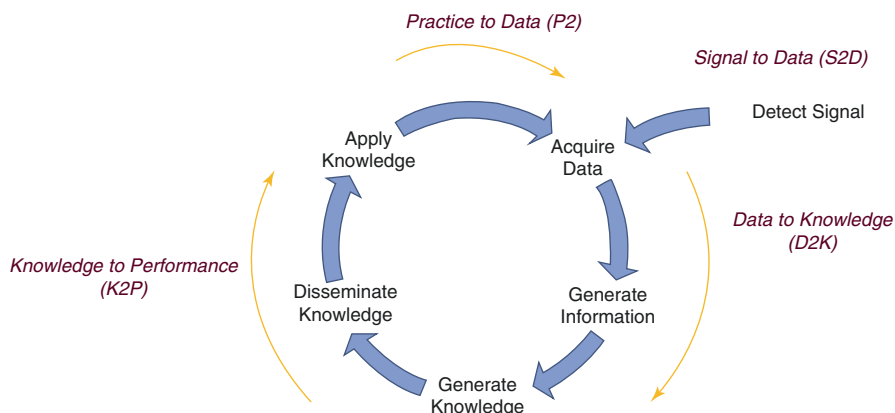 Practice to Data (P2)
Signal to Data (S2D)
Detect Signal
Apply
Knowledge
Acquire
Data
Data to Knowledge
(D2K)
Knowledge to Performance
(K2P)
Disseminate
Knowledge
Generate
Information
Generate
Knowledge